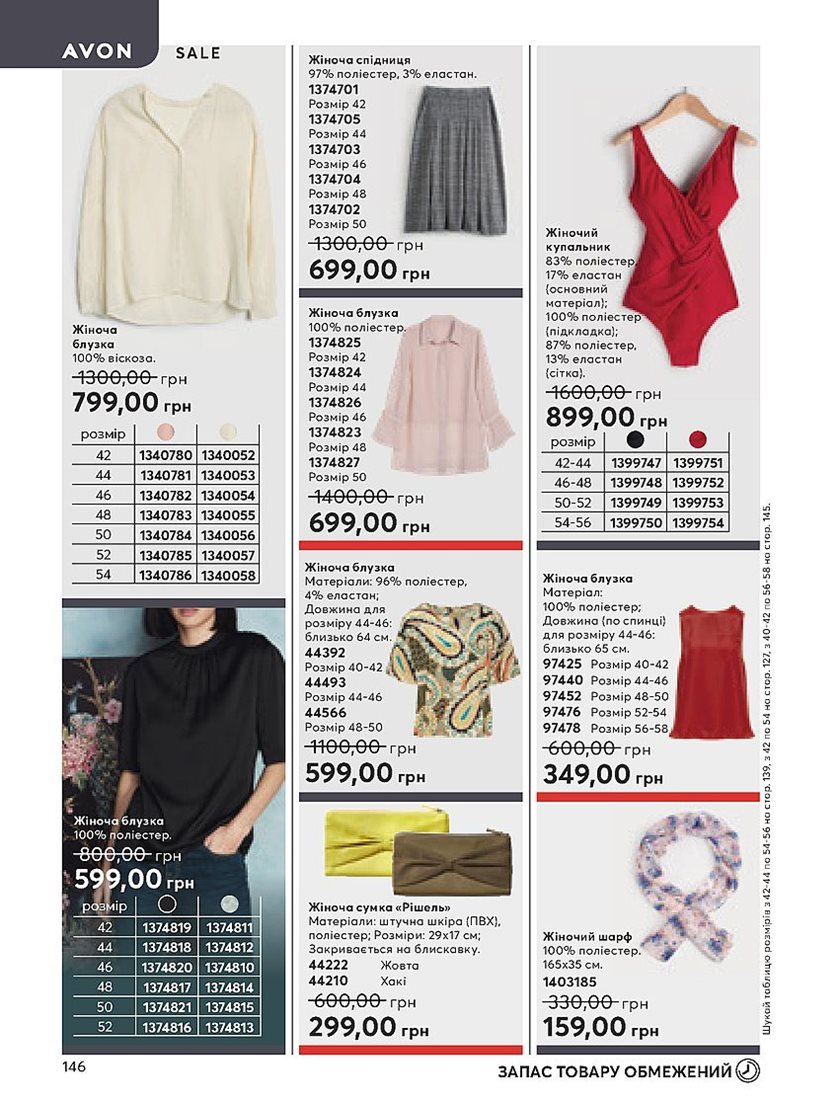 AVON
SALE
Жіноча
блузка
100% віскоза.
1300,00 грн
799,00 грн
розмір
42 1340780 1340052
44 1340781 1340053
46 1340782 1340054
48 1340783 1340055
50 1340784 1340056
52 1340785 1340057
54 1340786 1340058
Жіноча блузка
100% поліестер.
800,00 грн
599,00 грн
розмір
42 1374819 1374811
44 1374818 1374812
46 1374820 1374810
48 1374817 1374814
50 1374821 1374815
52 1374816 1374813
Жіноча спідниця
97% поліестер, 3% еластан.
1374701
Розмір 42
1374705
Розмір 44
1374703
Розмір 46
1374704
Розмір 48
1374702
Розмір 50
1300,00 грн
699,00 грн
Жіноча блузка
100% поліестер.
1374825
Розмір 42
1374824
Розмір 44
1374826
Розмір 46
1374823
Розмір 48
1374827
Розмір 50
1400,00 грн
699,00 грн
Жіноча блузка
Матеріали: 96% поліестер,
4% еластан;
Довжина для
розміру 44-46:
близько 64 см.
44392
Розмір 40-42
44493
Розмір 44-46
44566
Розмір 48-50
1100,00 грн
599,00 грн
Жіноча сумка «Рішель»
Матеріали: штучна шкіра (ПВХ),
поліестер; Розміри: 29х17 см;
Закривається на блискавку.
44222 Жовта
44210 Хакі
600,00 грн
299,00 грн
Жіночий
купальник
83% поліестер,
17% еластан
(основний
матеріал);
100% поліестер
(підкладка);
87% поліестер,
13% еластан
(сітка).
1600,00 грн
899,00 грн
розмір
42-44 1399747 1399751
46-48 1399748 1399752
50-52 1399749 1399753
54-56 1399750 1399754
Жіноча блузка
Матеріал:
100% поліестер;
Довжина (по спинці)
для розміру 44-46:
близько 65 см.
97425 Розмір 40-42
97440 Розмір 44-46
97452 Розмір 48-50
97476 Розмір 52-54
97478 Розмір 56-58
600,00 грн
349,00 грн
Жіночий шарф
100% поліестер.
165х35 см.
1403185
330,00 грн
159,00 грн
Шукай таблицю розмірів з 42-44 по 54-56 на стор. 139, з 42 по 54 на стор. 127, з 40-42 по 56-58 на стор. 145.
146
ЗАПАС ТОВАРУ ОБМЕЖЕНИЙ